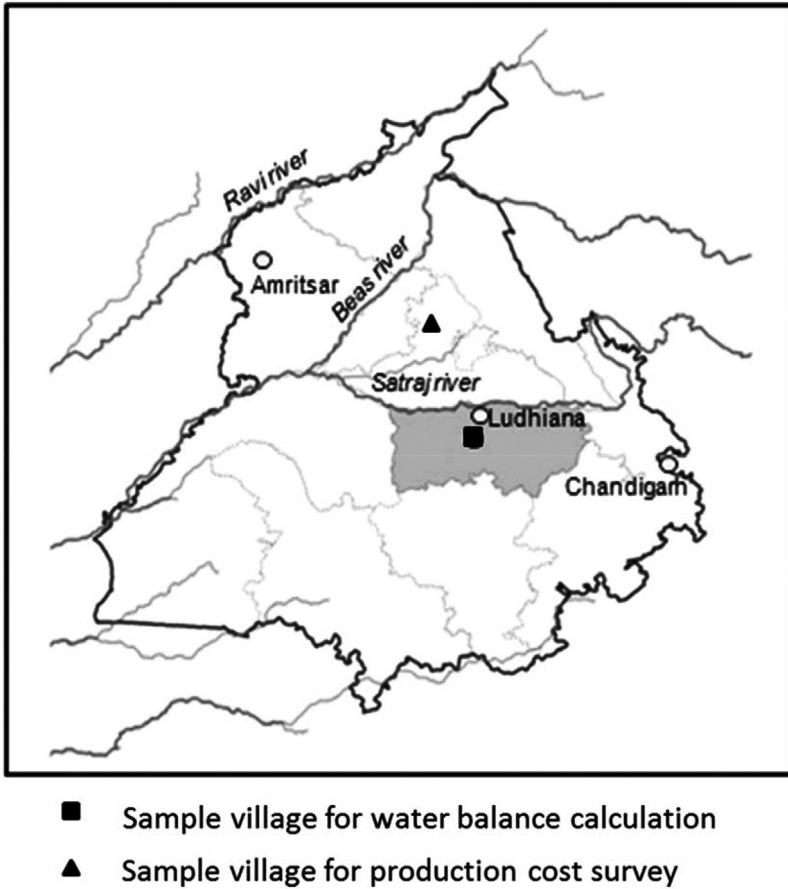 Ravi river
Amritsar
Beas river
Satraj river
Ludhiana
Chandigarh
Sample village for water balance calculation
Sample village for production cost survey